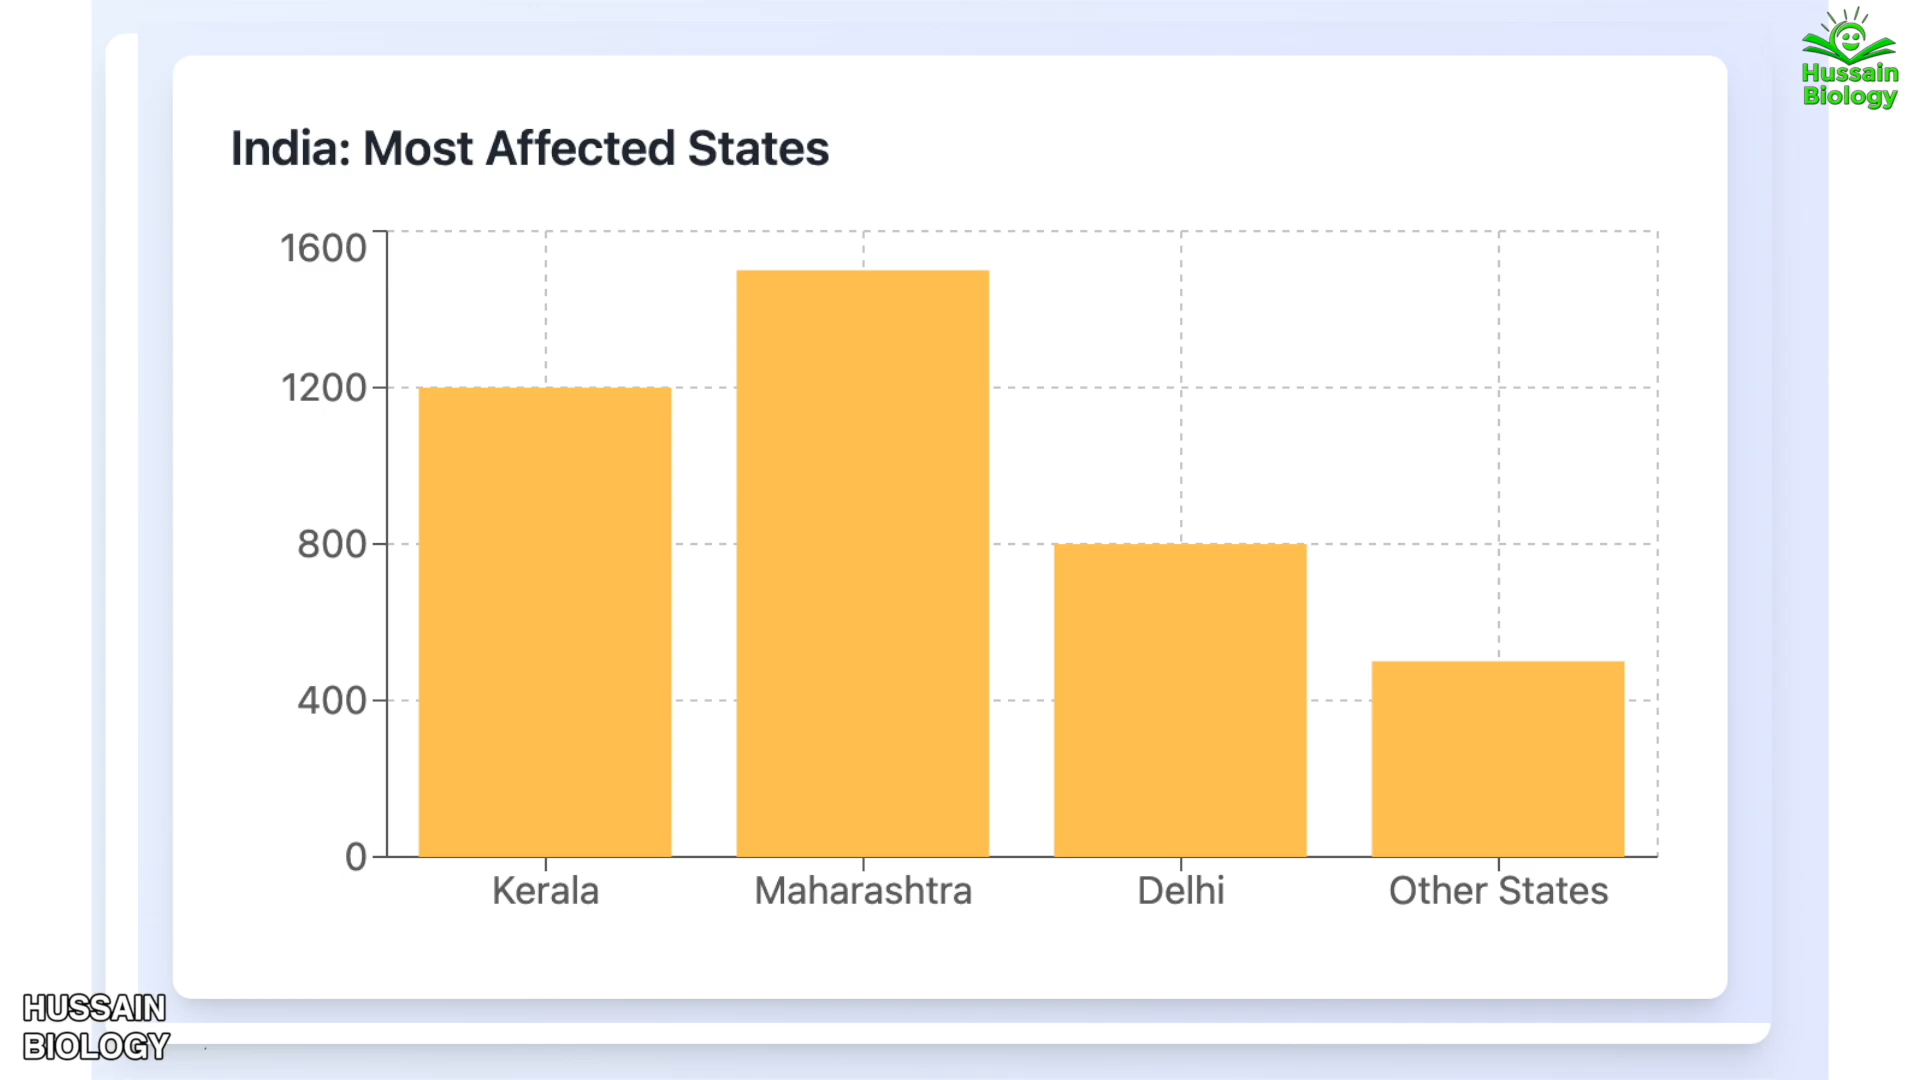 Hussain
Biology
India: Most Affected States
1600
1200
800
400
0
Kerala
Maharashtra
Delhi
Other States
HUSSAIN
BIOLOGY